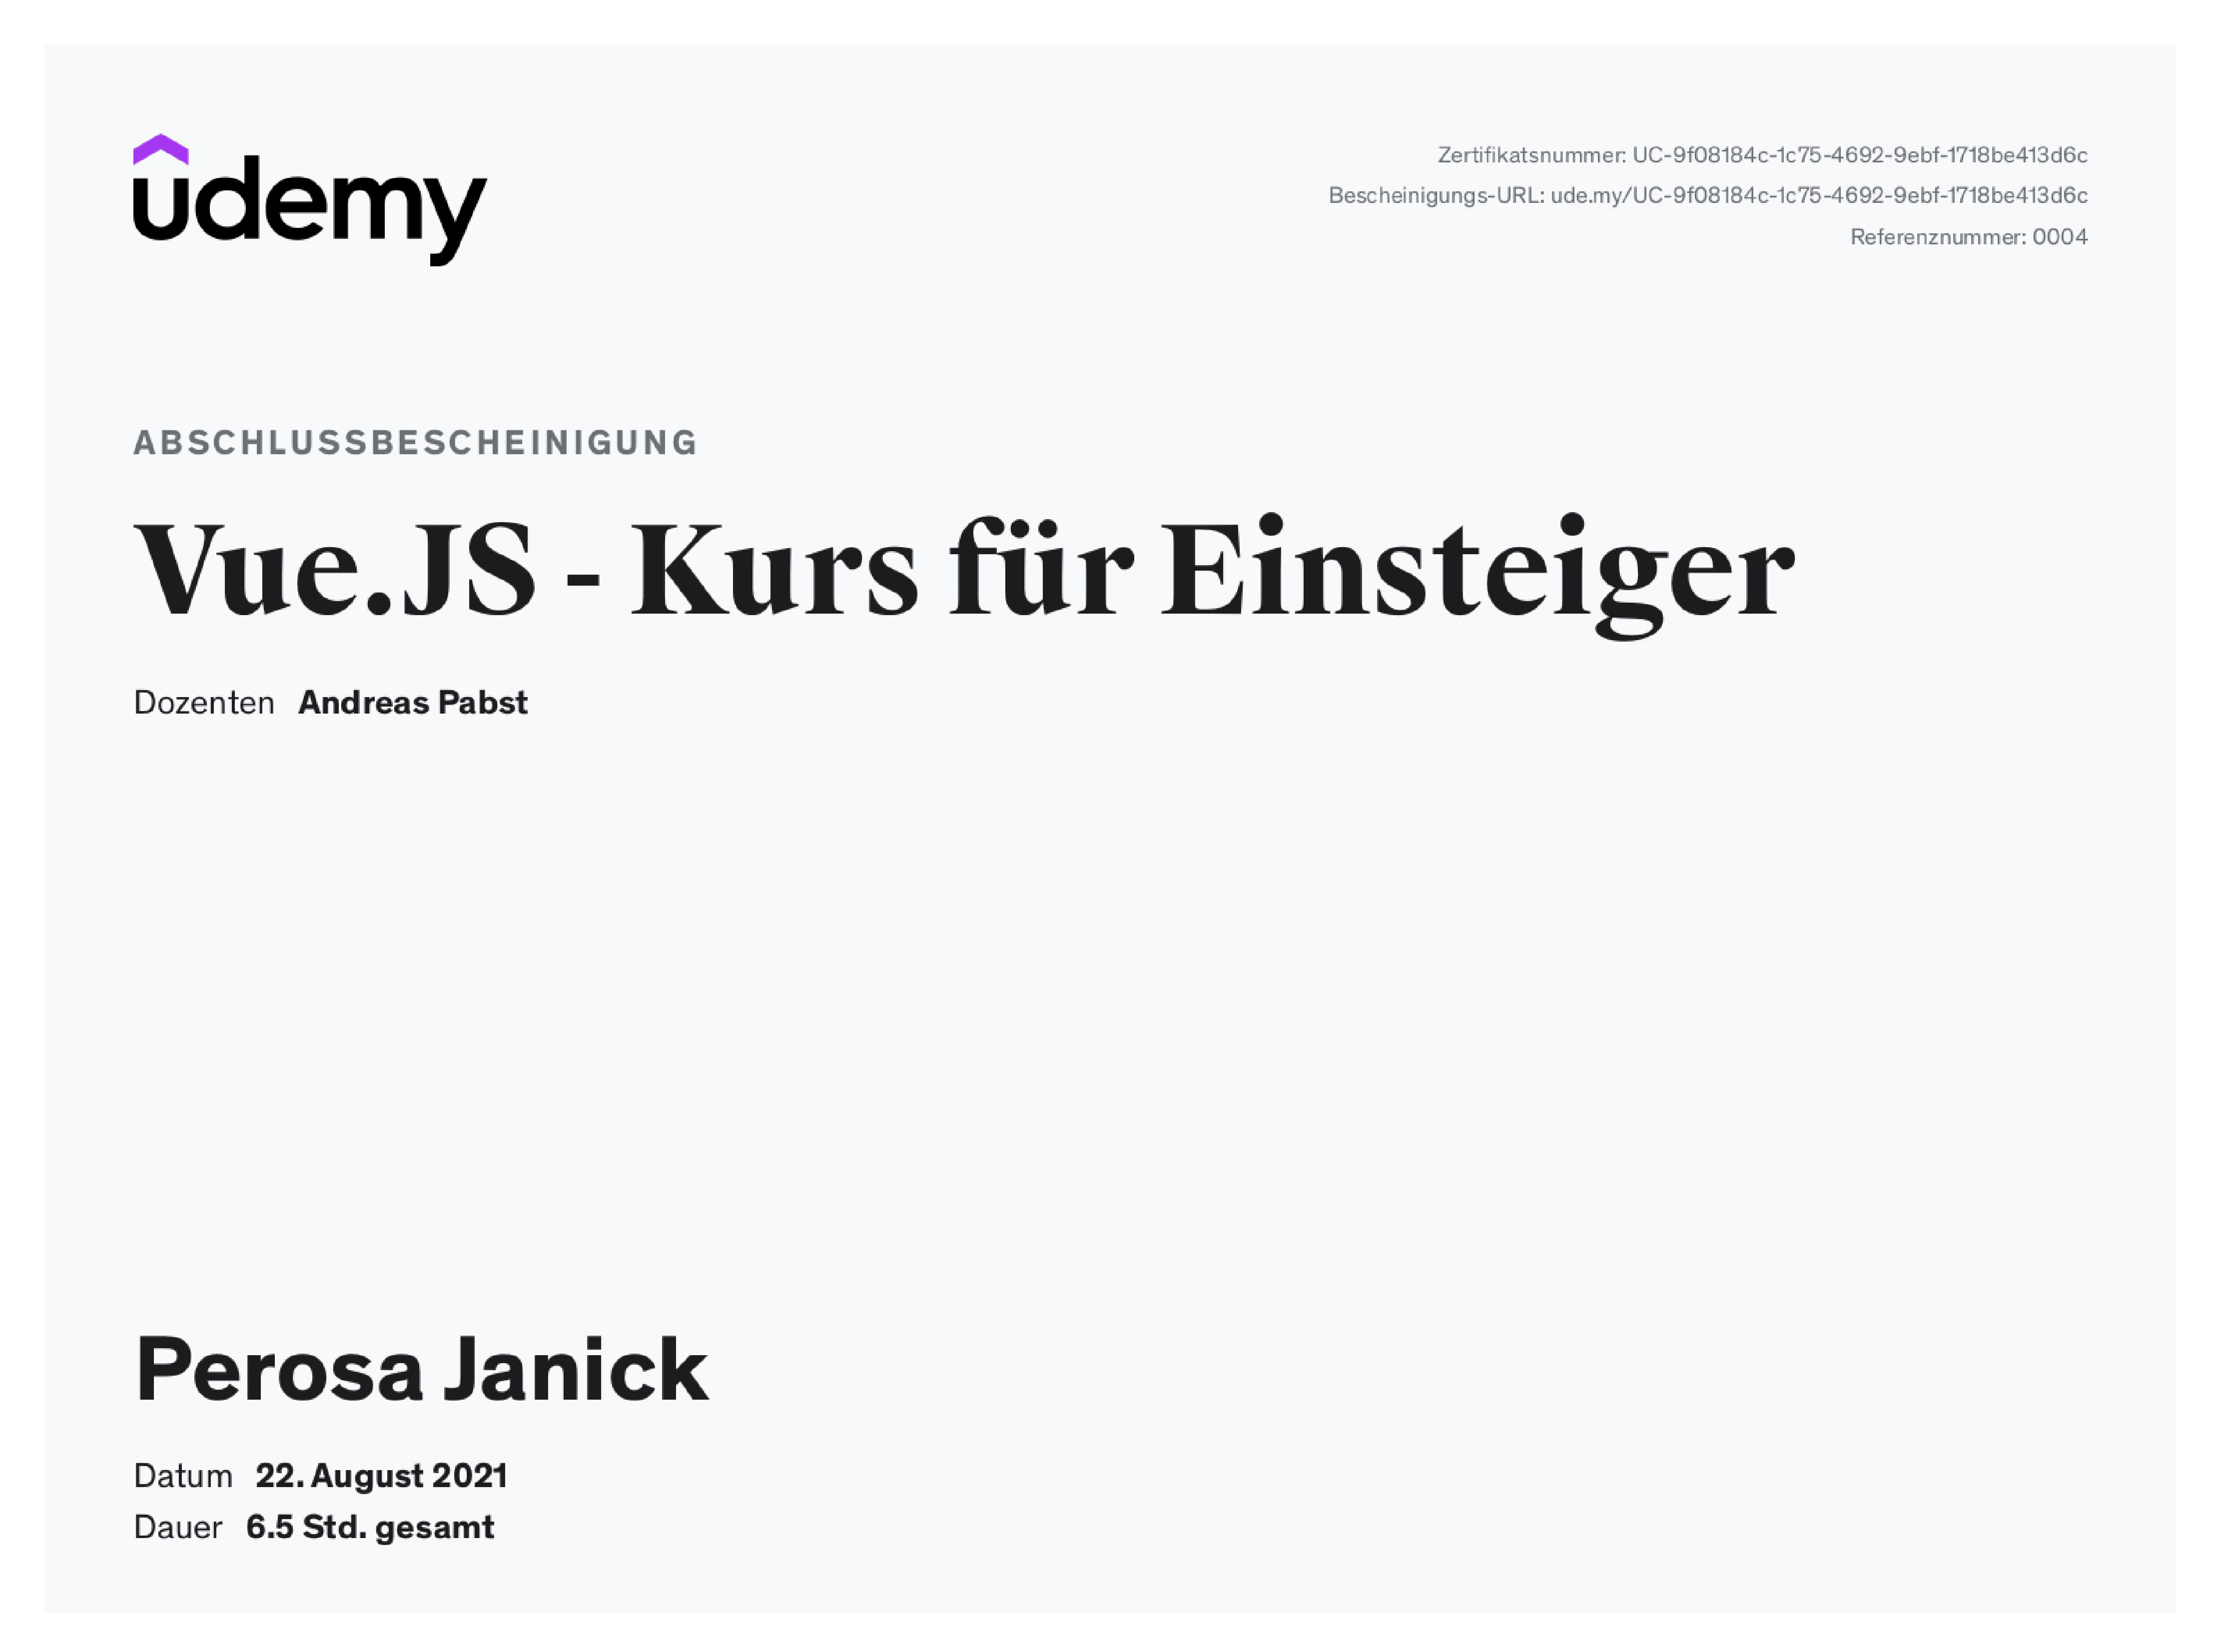 udemy
Zertifikatsnummer: UC-9f08184c-1c75-4692-9ebf-1718be413d6c
Bescheinigungs-URL: ude.my/UC-9f08184c-1c75-4692-9ebf-1718be413d6c
Referenznummer: 0004
ABSCHLUSSBESCHEINIGUNG
Vue.JS - Kurs für Einsteiger
Dozenten Andreas Pabst
Perosa Janick
Datum 22. August 2021
Dauer 6.5 Std. gesamt